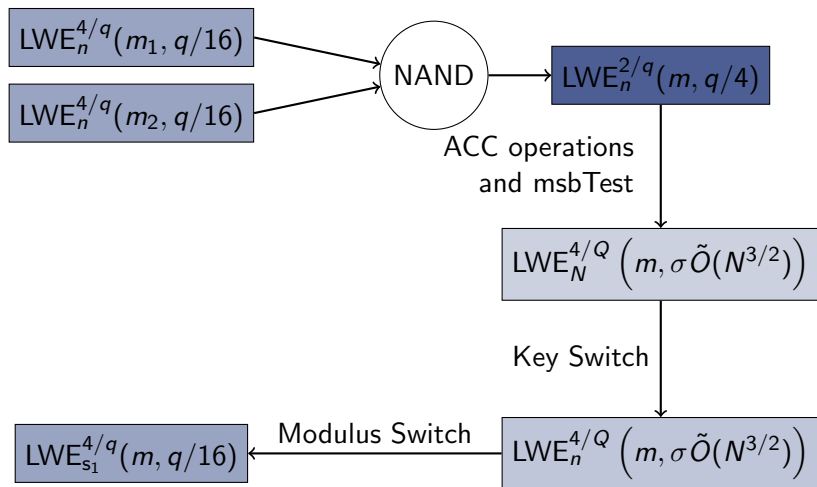 LWE_n^{4/q}(m_1, q/16)
LWE_n^{4/q}(m_2, q/16)
NAND
LWE_n^{2/q}(m, q/4)
ACC operations
and msbTest
LWE_N^{4/Q} (m, σÕ(N^{3/2}))
Key Switch
LWE_n^{4/Q} (m, σÕ(N^{3/2}))
Modulus Switch
LWE_{s_1}^{4/q}(m, q/16)